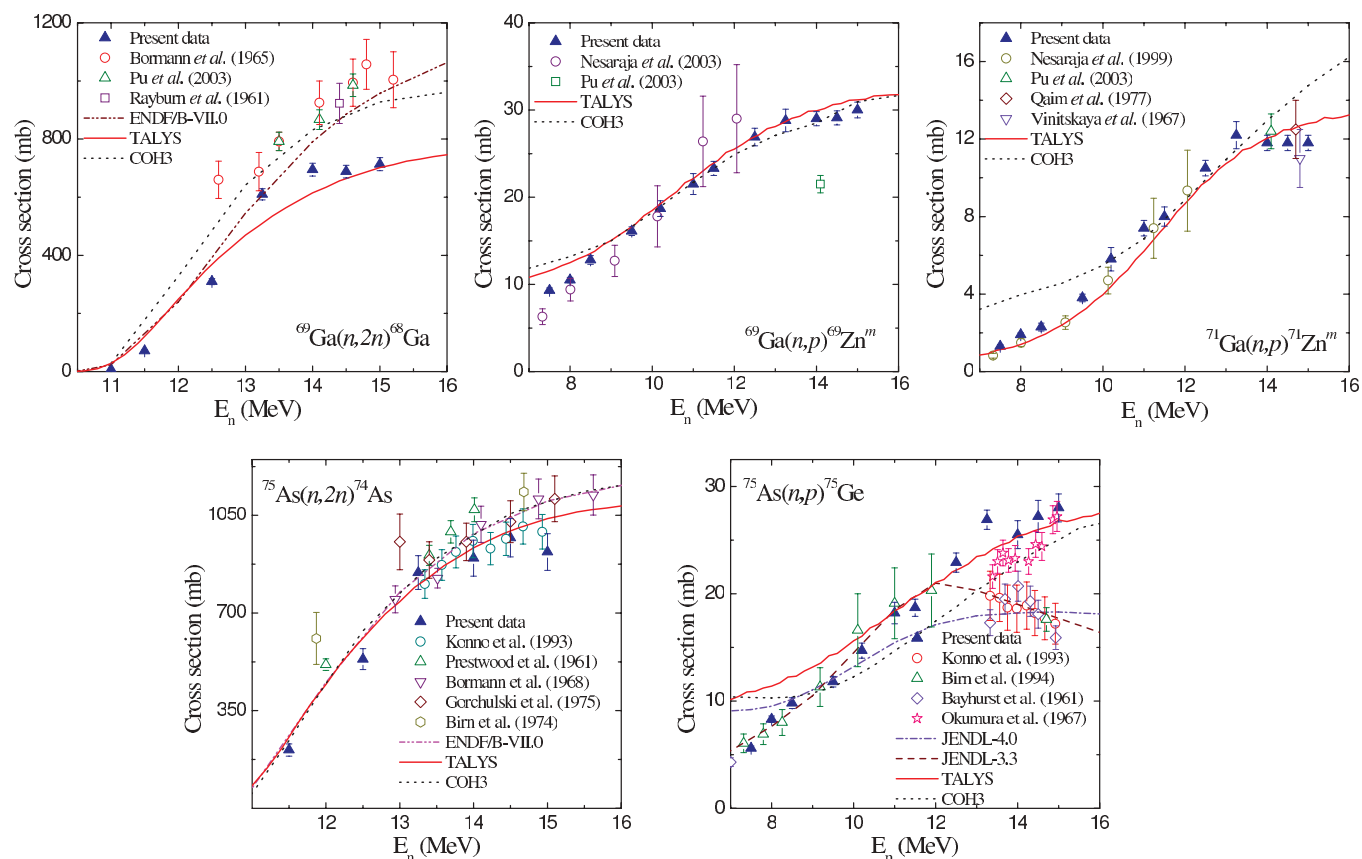 1200
800
400
0
Cross section (mb)
Present data
Bormann et al. (1965)
Pu et al. (2003)
Rayburn et al. (1961)
ENDF/B-VII.0
TALYS
COH3
69Ga(n,2n)68Ga
11 12 13 14 15 16
En (MeV)
40
30
20
10
0
Cross section (mb)
Present data
Nesaraja et al. (2003)
Pu et al. (2003)
TALYS
COH3
69Ga(n,p)69Znm
8 10 12 14 16
En (MeV)
16
12
8
4
0
Cross section (mb)
Present data
Nesaraja et al. (1999)
Pu et al. (2003)
Qaim et al. (1977)
Vinitskaya et al. (1967)
TALYS
COH3
71Ga(n,p)71Znm
8 10 12 14 16
En (MeV)
1050
700
350
Cross section (mb)
75As(n,2n)74As
Present data
Konno et al. (1993)
Prestwood et al. (1961)
Bormann et al. (1968)
Gorchulski et al. (1975)
Birn et al. (1974)
ENDF/B-VII.0
TALYS
COH3
12 13 14 15 16
En (MeV)
30
20
10
0
Cross section (mb)
75As(n,p)75Ge
Present data
Konno et al. (1993)
Birn et al. (1994)
Bayhurst et al. (1961)
Okumura et al. (1967)
JENDL-4.0
JENDL-3.3
TALYS
COH3
8 10 12 14 16
En (MeV)